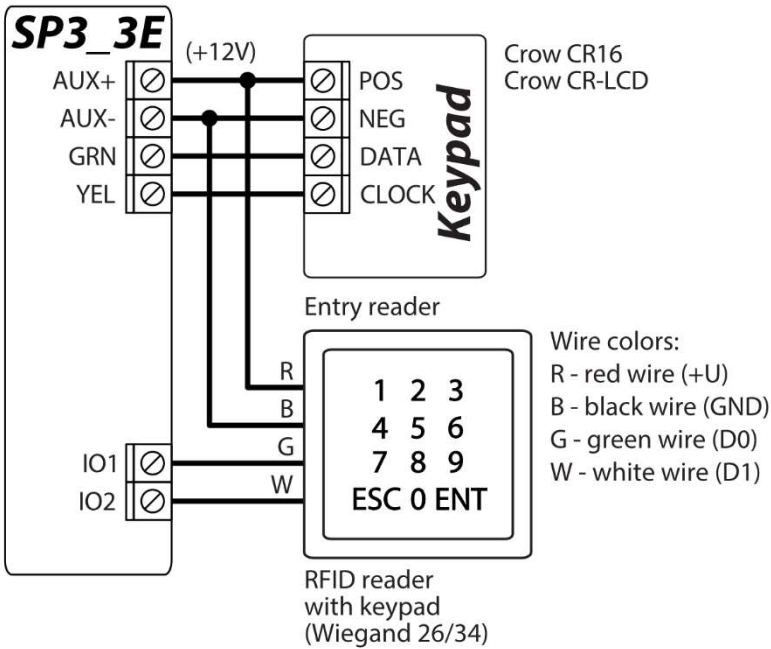 SP3_3E
(+12V)
AUX+
AUX-
GRN
YEL
POS
NEG
DATA
CLOCK
Keypad
Crow CR16
Crow CR-LCD
Entry reader
R
B
G
W
IO1
IO2
1 2 3
4 5 6
7 8 9
ESC 0 ENT
Wire colors:
R - red wire (+U)
B - black wire (GND)
G - green wire (D0)
W - white wire (D1)
RFID reader
with keypad
(Wiegand 26/34)